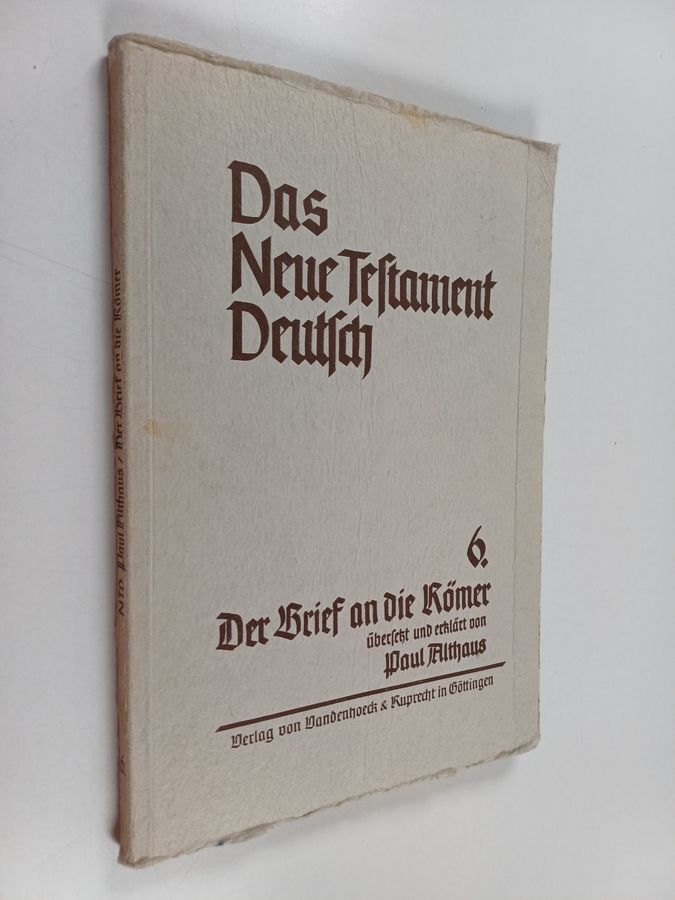 Das
Neue Testament
Deutsch
6.
Der Brief an die Römer
übersetzt und erklärt von
Paul Althaus
Verlag von Vandenhoeck & Ruprecht in Göttingen
NTD Paul Althaus / Der Brief an die Römer
6.